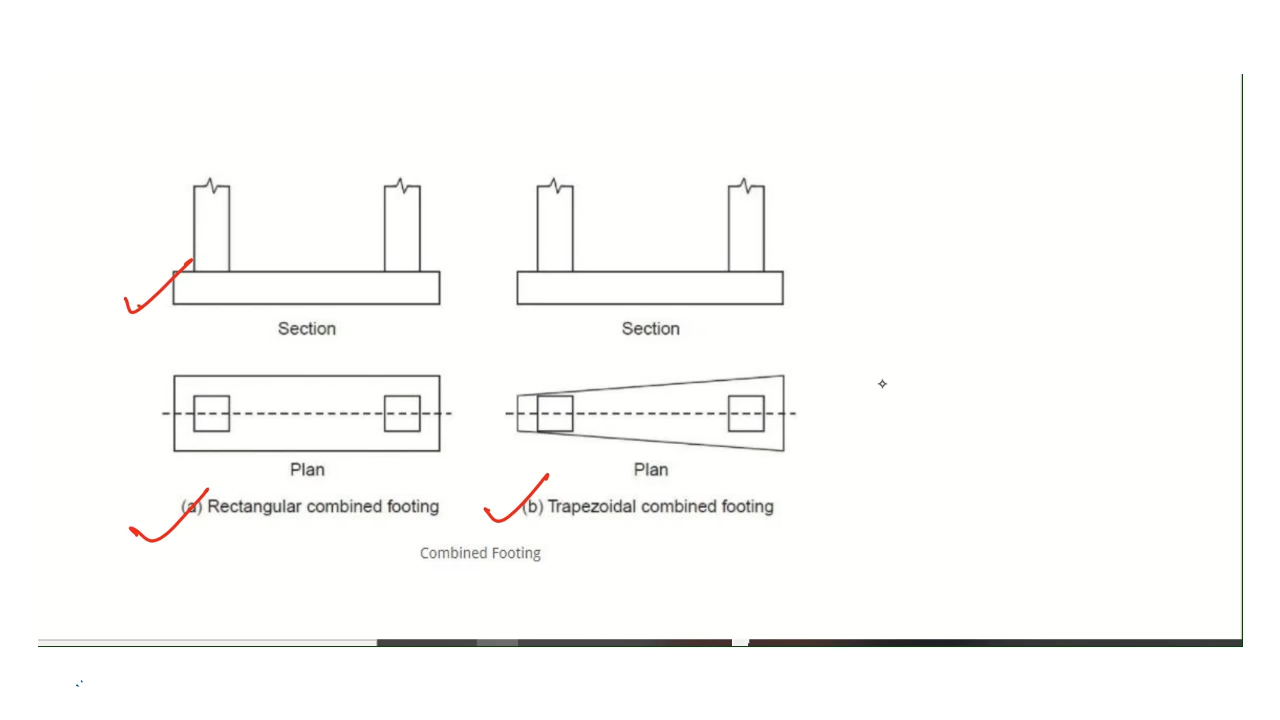 Section
Section
Plan
Plan
(a) Rectangular combined footing
(b) Trapezoidal combined footing
Combined Footing